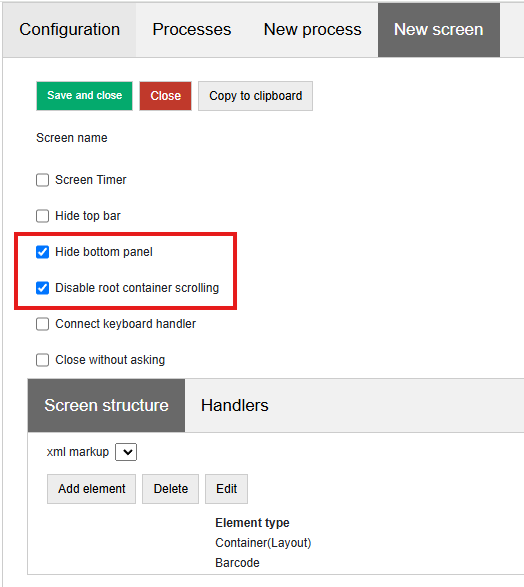 Configuration Processes New process New screen
Save and close Close Copy to clipboard
Screen name
Screen Timer
Hide top bar
Hide bottom panel
Disable root container scrolling
Connect keyboard handler
Close without asking
Screen structure Handlers
xml markup
Add element Delete Edit
Element type
Container(Layout)
Barcode